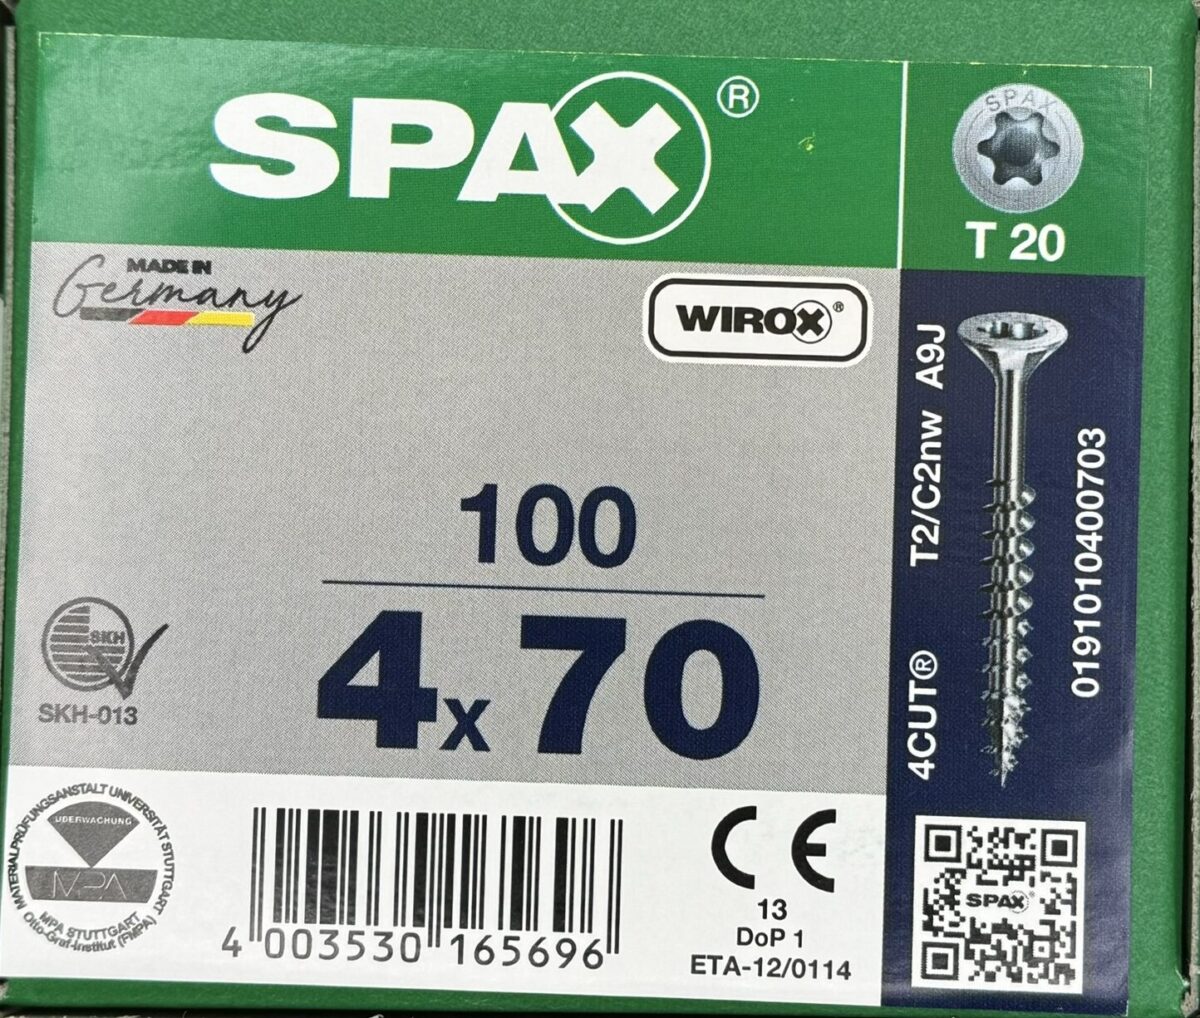 SPAX®
SPAX
T 20
MADE IN
Germany
WIROX®
100
4x70
SKH
SKH-013
T2/C2nw A9J
4CUT®
0191010400703
MATERIALPRÜFUNGSANSTALT UNIVERSITÄT STUTTGART
ÜBERWACHUNG
MPA
MPA STUTTGART
Otto-Graf-Institut (FMPA)
4 003530 165696
CE
13
DoP 1
ETA-12/0114
SPAX®